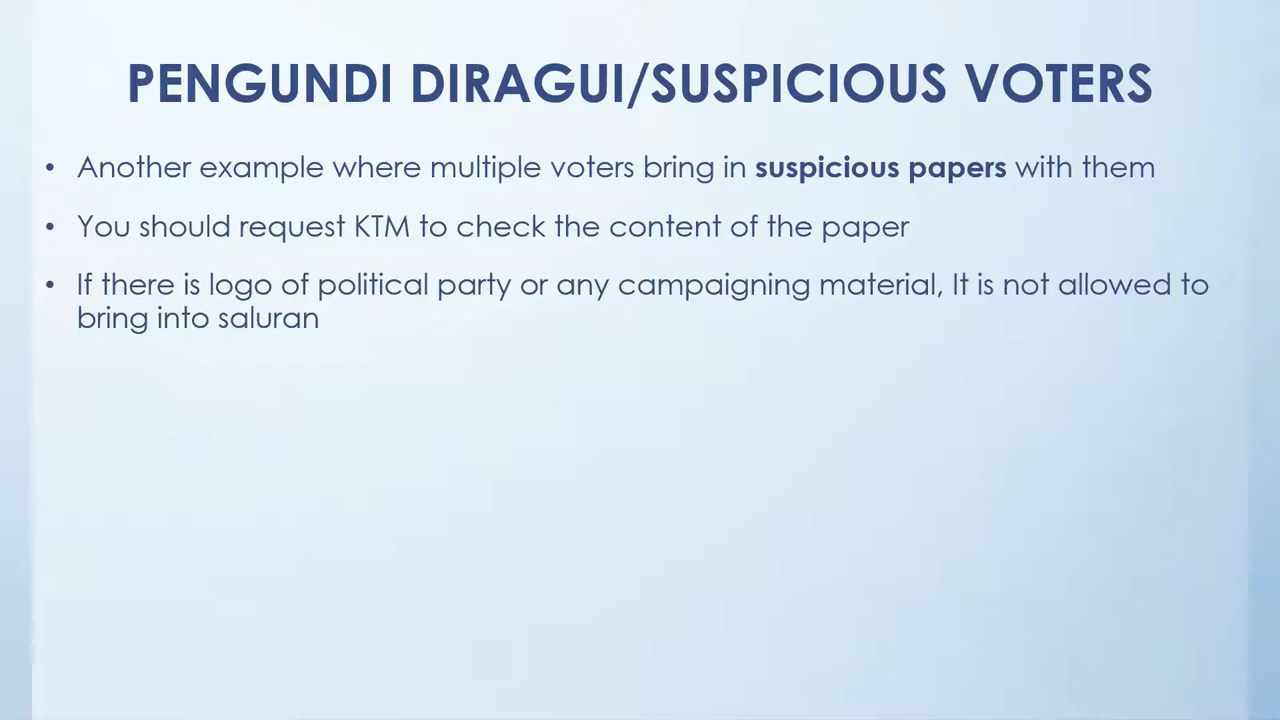 PENGUNDI DIRAGUI/SUSPICIOUS VOTERS
• Another example where multiple voters bring in suspicious papers with them
• You should request KTM to check the content of the paper
• If there is logo of political party or any campaigning material, It is not allowed to
bring into saluran